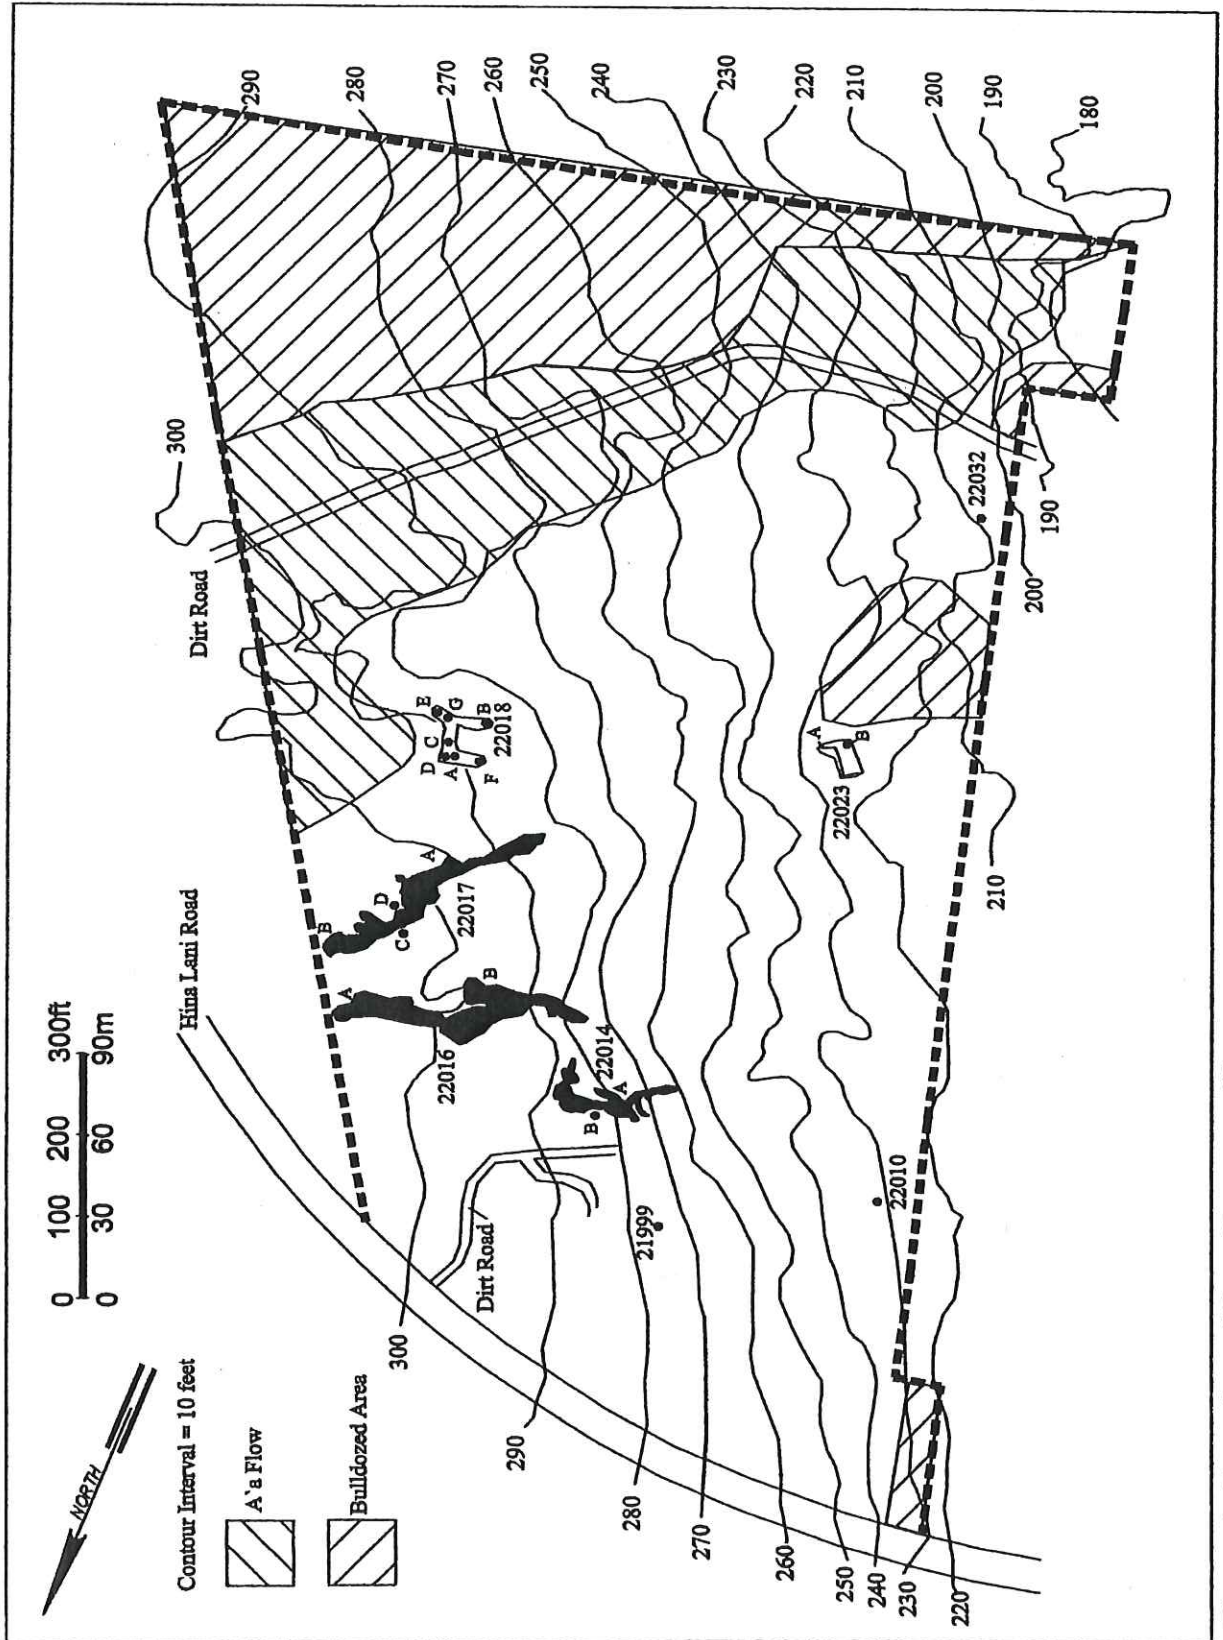 NORTH
Contour Interval = 10 feet
A`a Flow
Bulldozed Area
0 100 200 300ft
0 30 60 90m
Hina Lani Road
Dirt Road
Dirt Road
300
290
280
270
260
250
240
230
220
300
290
280
270
260
250
240
230
220
210
200
190
180
190
200
210
22016
A
B
22017
A
B
C
D
22018
A
B
C
D
E
F
G
22014
A
B
21999
22010
22023
A
B
22032